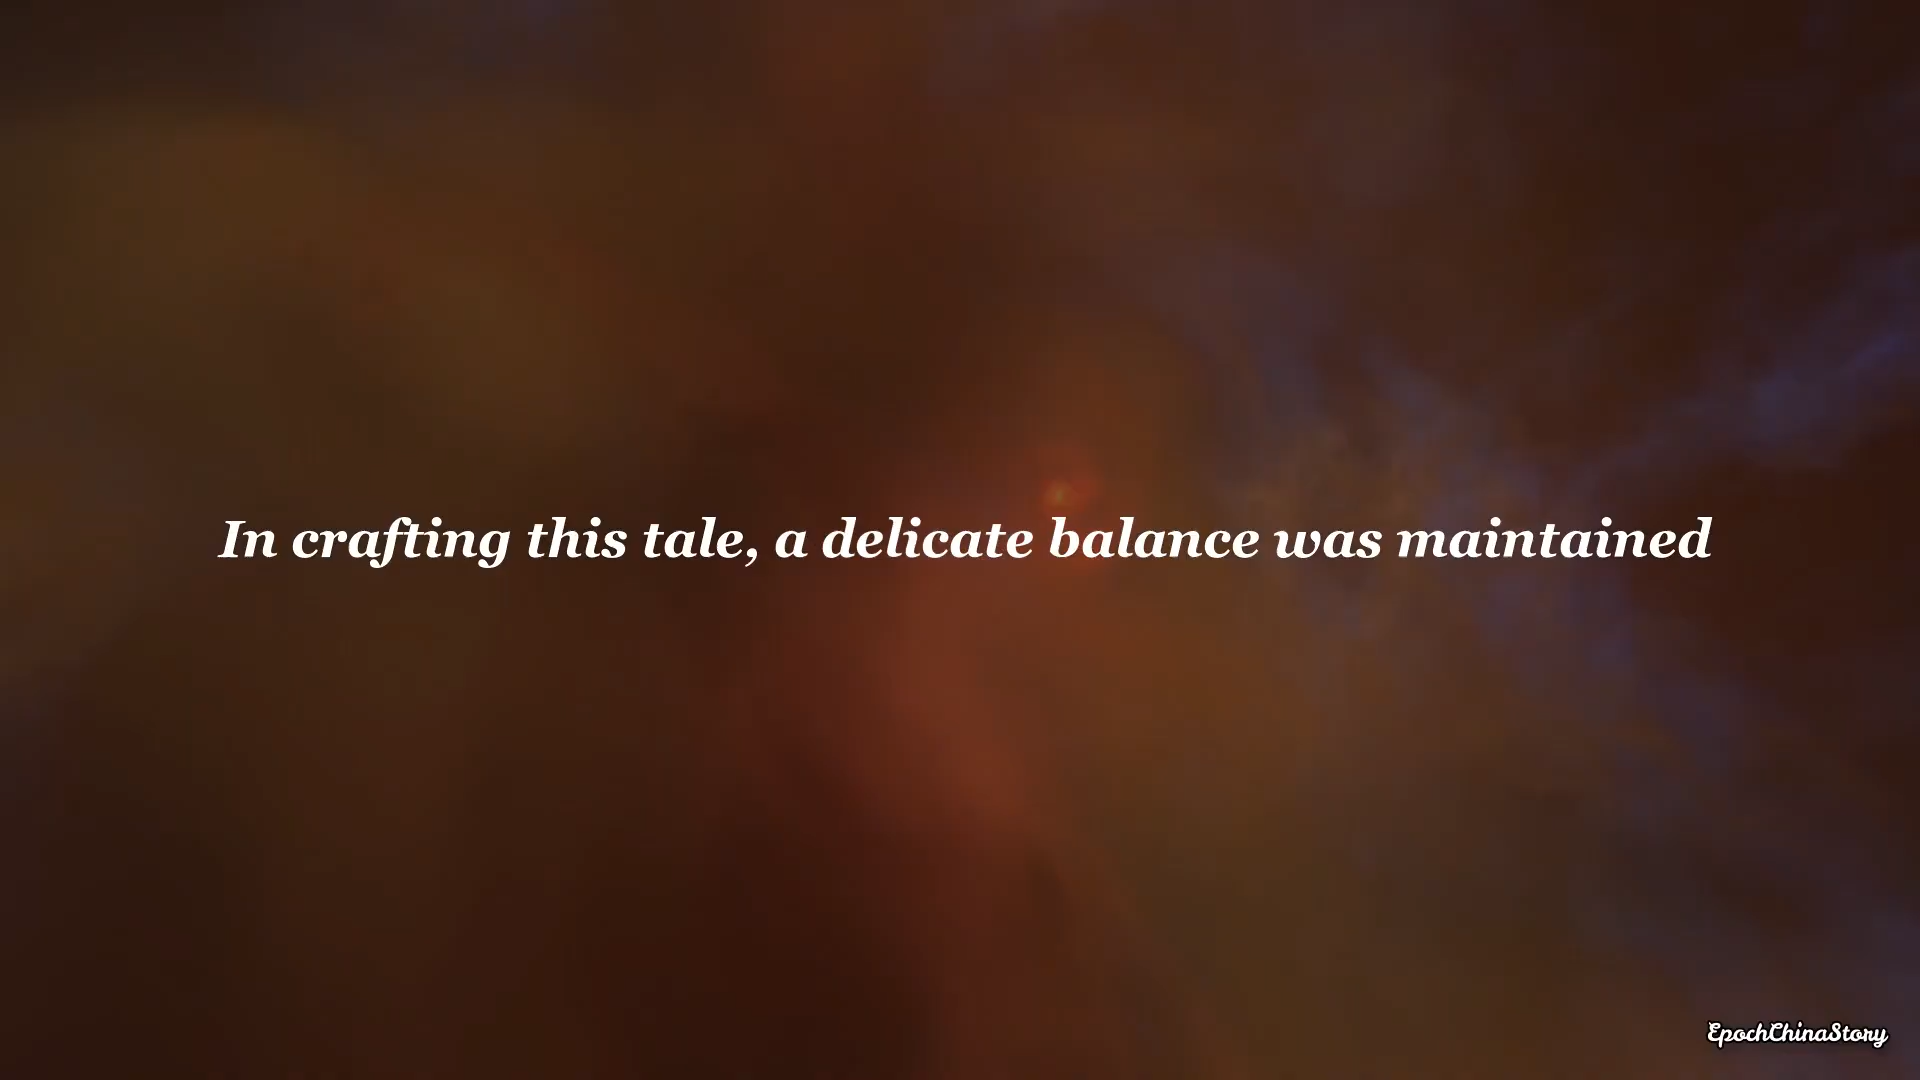 In crafting this tale, a delicate balance was maintained
EpochChinaStory